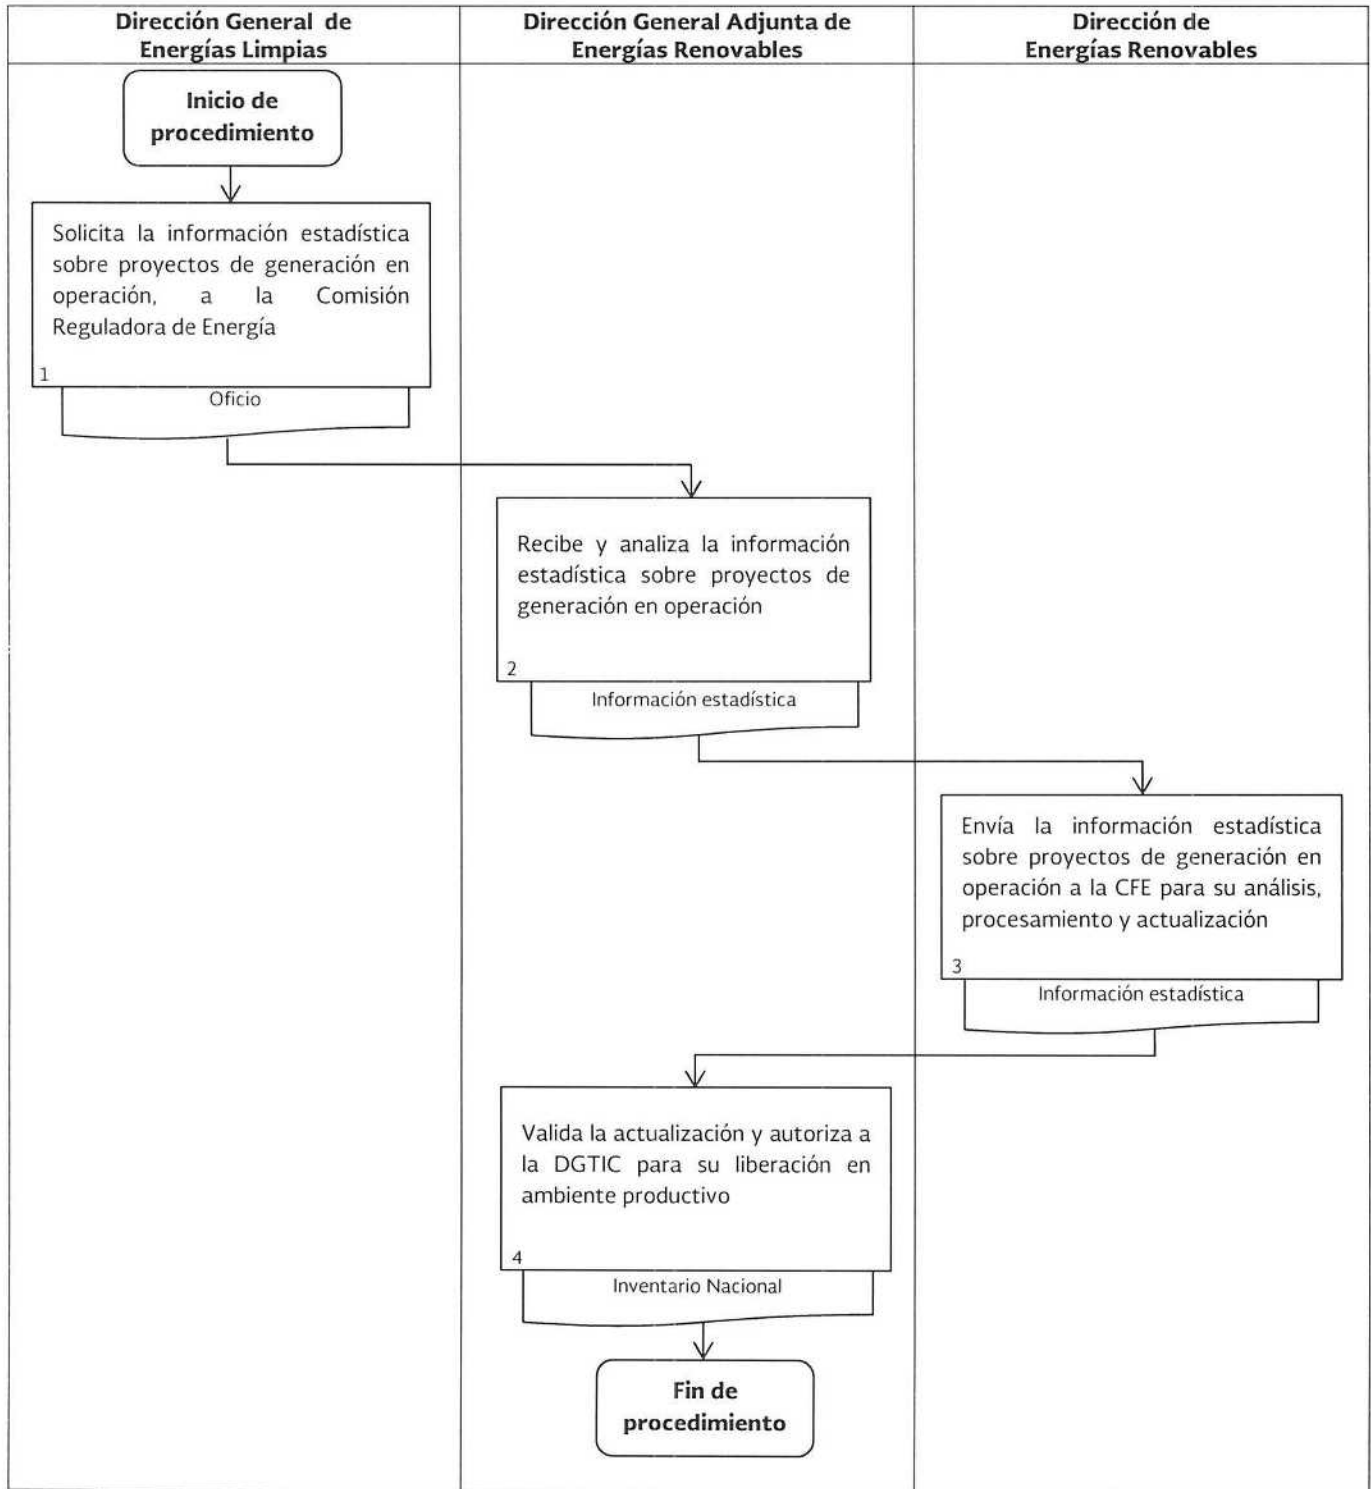 Dirección General de
Energías Limpias
Dirección General Adjunta de
Energías Renovables
Dirección de
Energías Renovables
Inicio de
procedimiento
Solicita la información estadística
sobre proyectos de generación en
operación, a la Comisión
Reguladora de Energía
1
Oficio
Recibe y analiza la información
estadística sobre proyectos de
generación en operación
2
Información estadística
Envía la información estadística
sobre proyectos de generación en
operación a la CFE para su análisis,
procesamiento y actualización
3
Información estadística
Valida la actualización y autoriza a
la DGTIC para su liberación en
ambiente productivo
4
Inventario Nacional
Fin de
procedimiento